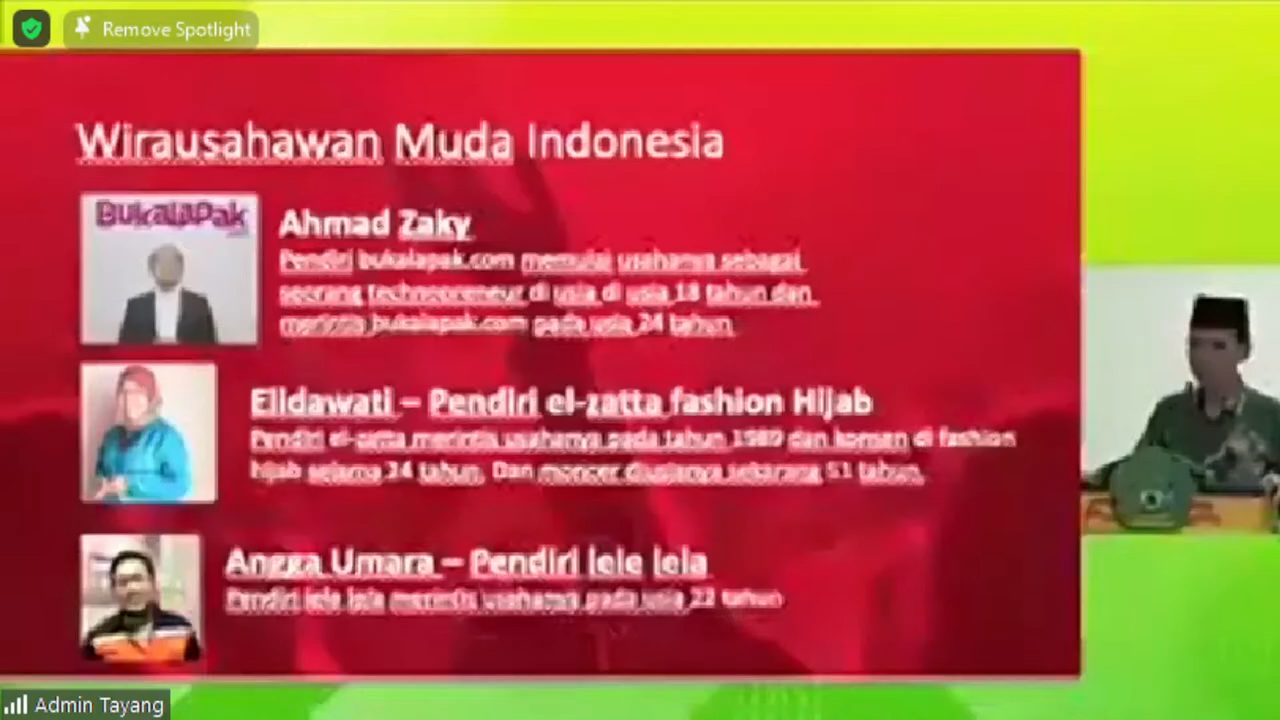 Remove Spotlight
Wirausahawan Muda Indonesia
BukalaPak
Ahmad Zaky
Pendiri bukalapak.com memulai usahanya sebagai
seorang technopreneur di usia di usia 18 tahun dan
merintis bukalapak.com pada usia 24 tahun.
Elidawati – Pendiri el-zatta fashion Hijab
Pendiri el-zatta merintis usahanya pada tahun 1989 dan konsen di fashion
hijab selama 24 tahun. Dan moncer diusianya sekarang 51 tahun.
Angga Umara – Pendiri lele lela
Pendiri lele lela merintis usahanya pada usia 22 tahun
Admin Tayang